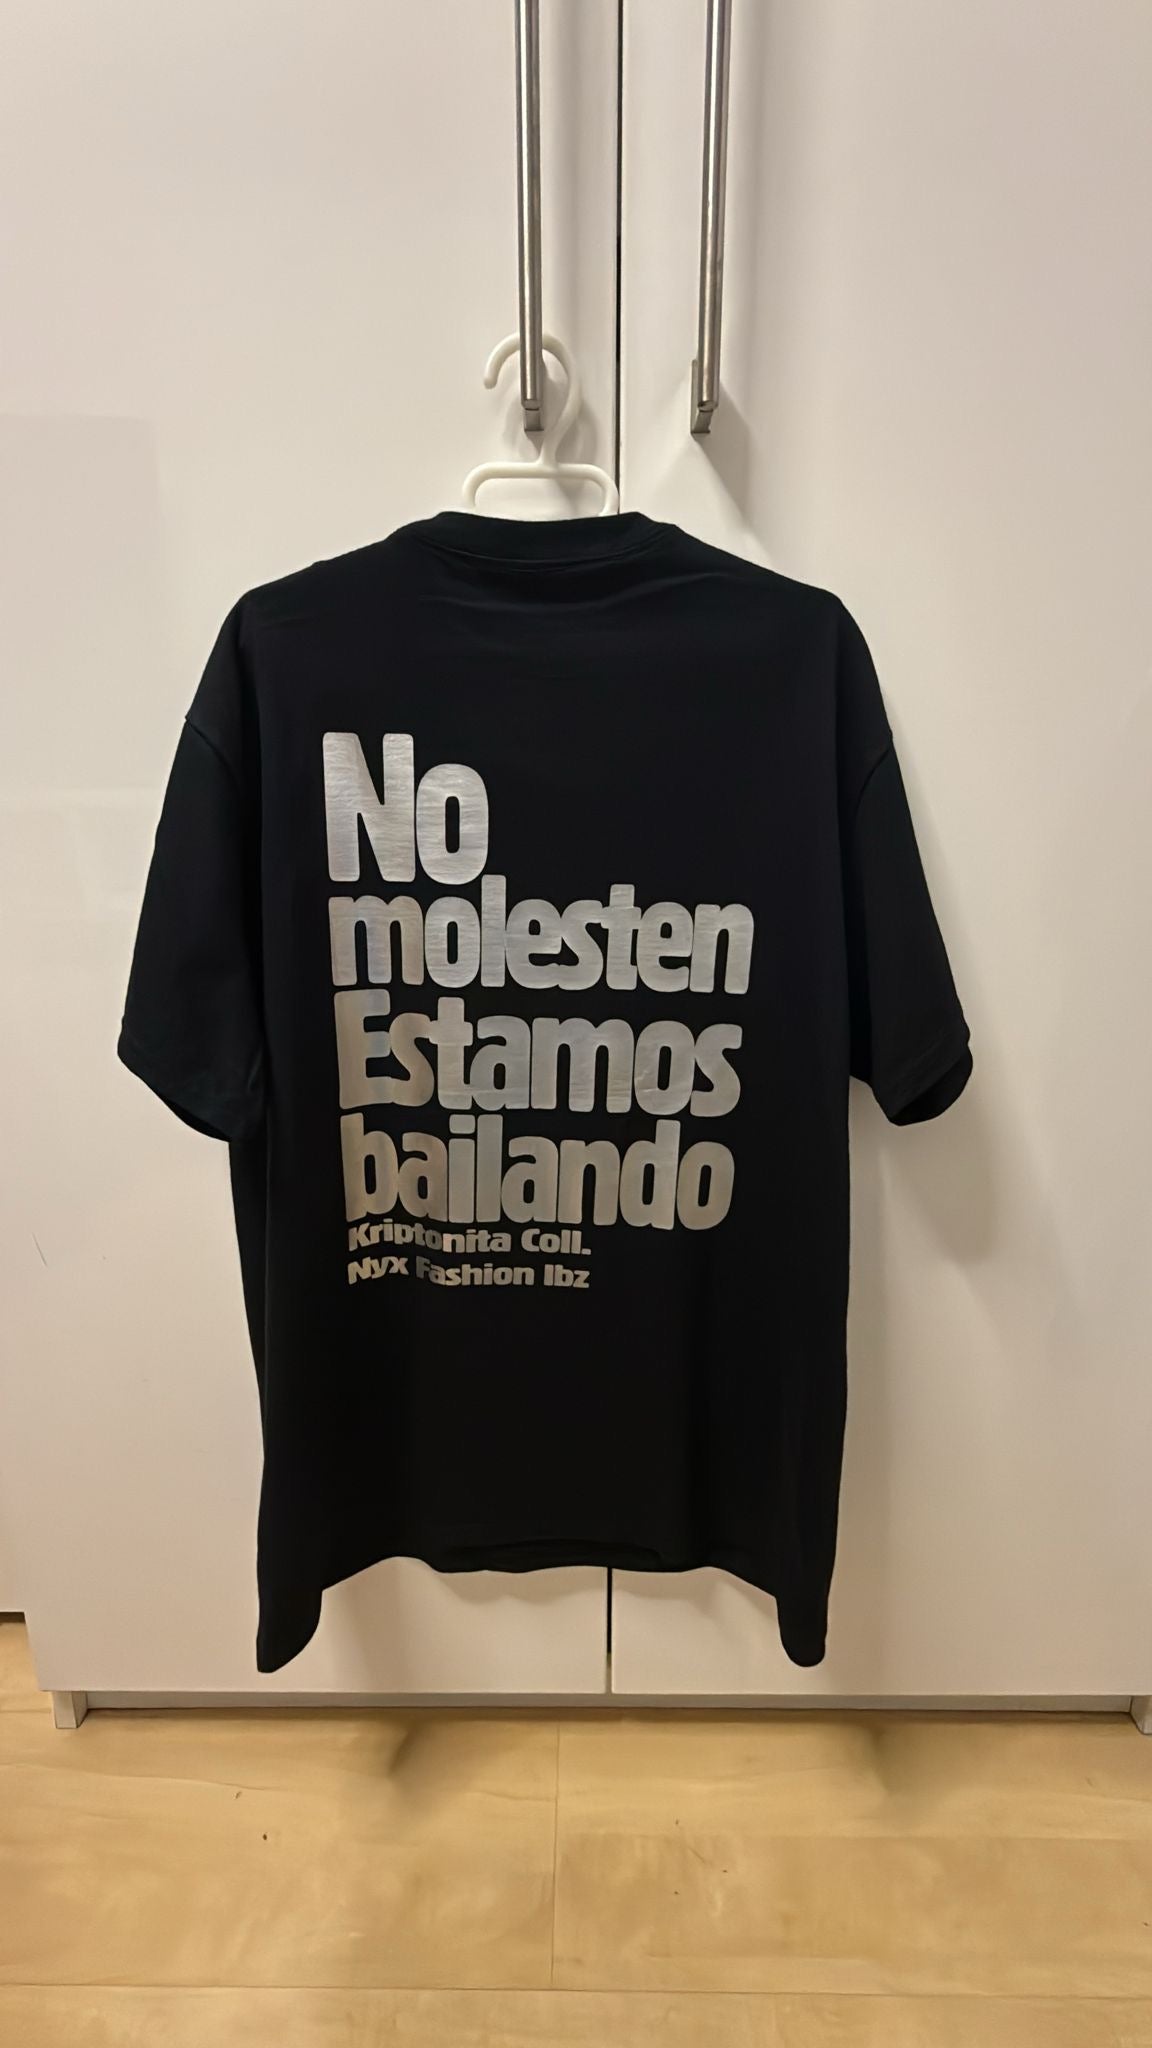 No
molesten
Estamos
bailando
Kriptonita Coll.
Nyx Fashion Ibz